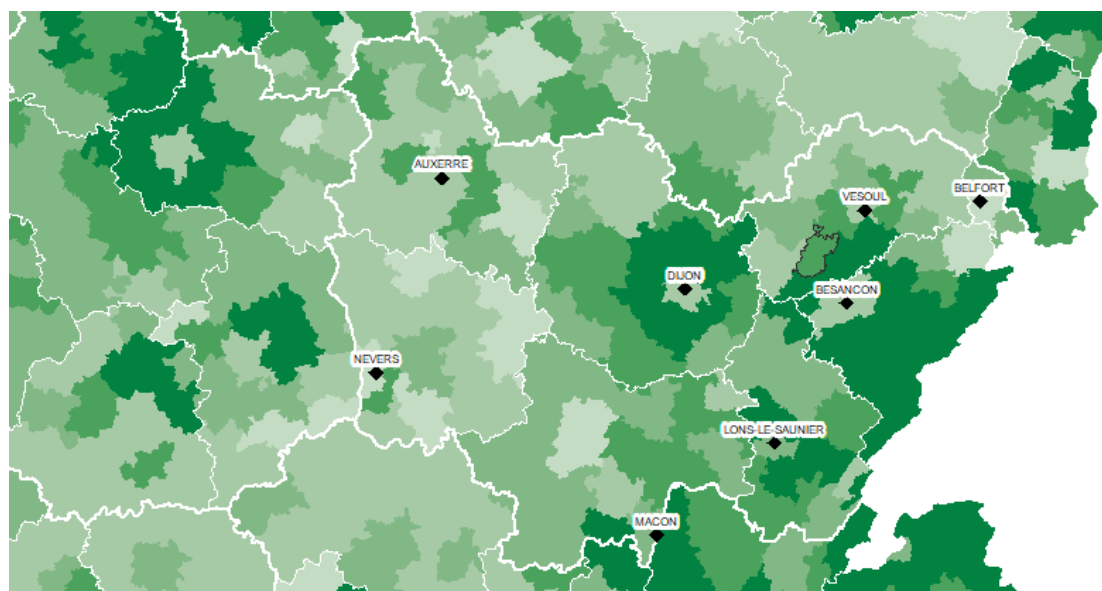 AUXERRE
BELFORT
VESOUL
DIJON
BESANCON
NEVERS
LONS-LE-SAUNIER
MACON